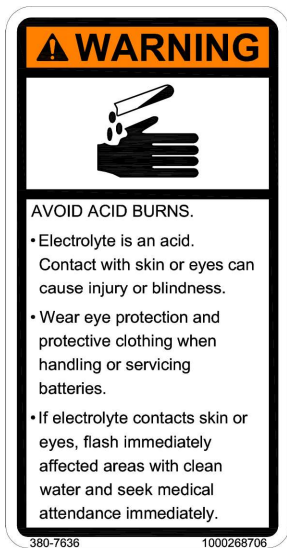 WARNING
AVOID ACID BURNS.
• Electrolyte is an acid.
Contact with skin or eyes can
cause injury or blindness.
• Wear eye protection and
protective clothing when
handling or servicing
batteries.
• If electrolyte contacts skin or
eyes, flash immediately
affected areas with clean
water and seek medical
attendance immediately.
380-7636 1000268706